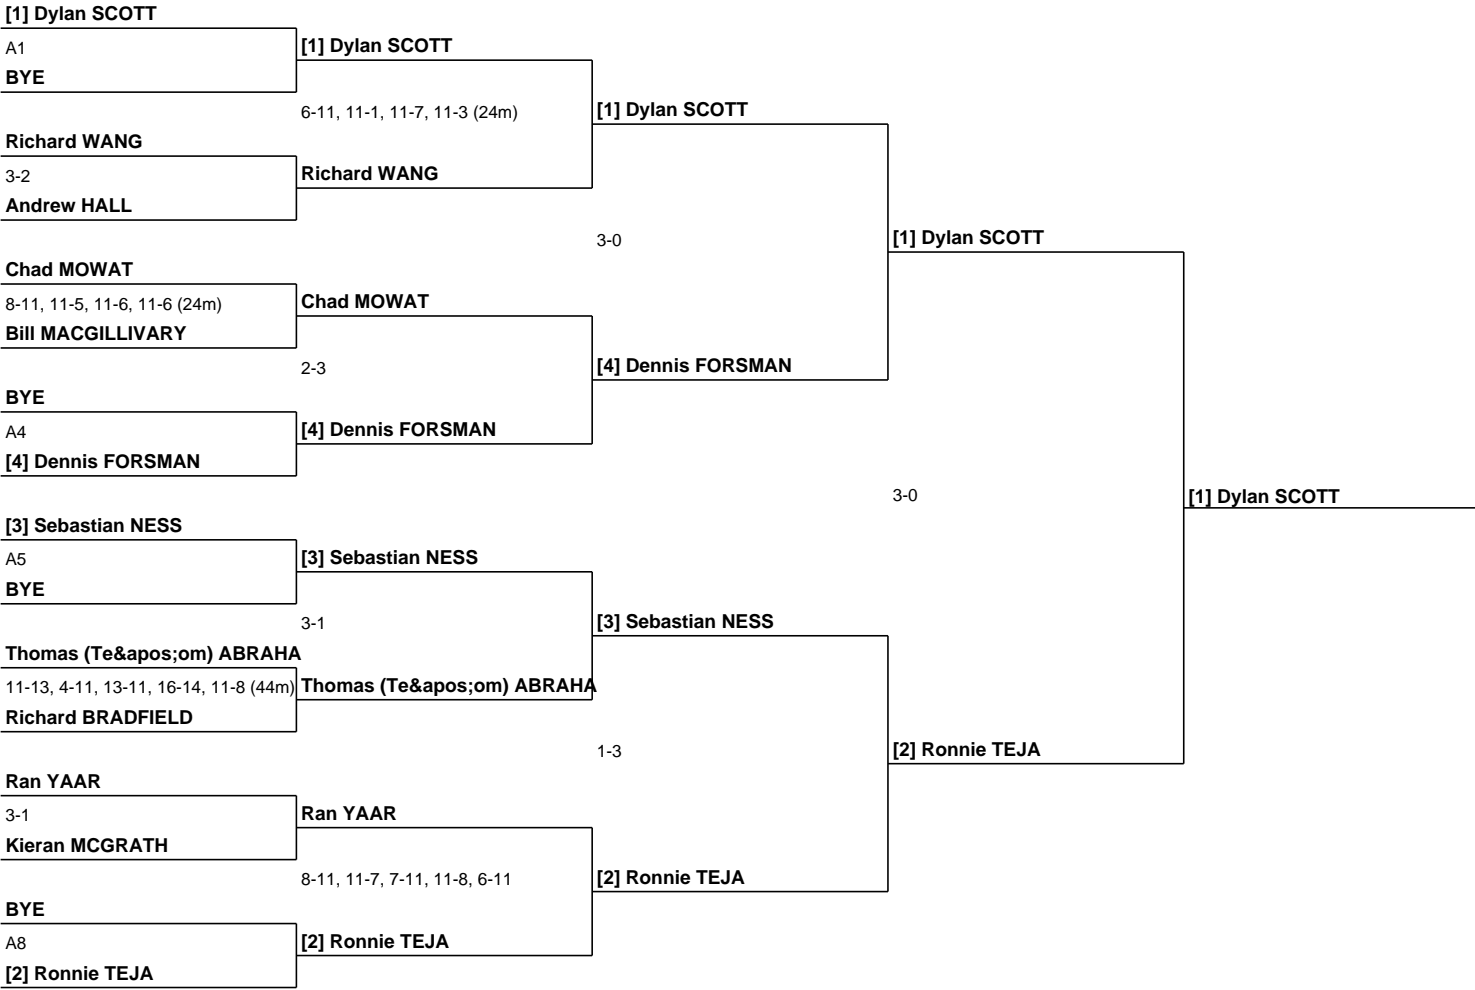 [1] Dylan SCOTT
A1
BYE
Richard WANG
3-2
Andrew HALL
Chad MOWAT
8-11, 11-5, 11-6, 11-6 (24m)
Bill MACGILLIVARY
BYE
A4
[4] Dennis FORSMAN
[3] Sebastian NESS
A5
BYE
Thomas (Te&apos;om) ABRAHA
11-13, 4-11, 13-11, 16-14, 11-8 (44m)
Richard BRADFIELD
Ran YAAR
3-1
Kieran MCGRATH
BYE
A8
[2] Ronnie TEJA
[1] Dylan SCOTT
6-11, 11-1, 11-7, 11-3 (24m)
Richard WANG
Chad MOWAT
2-3
[4] Dennis FORSMAN
[3] Sebastian NESS
3-1
Thomas (Te&apos;om) ABRAHA
Ran YAAR
8-11, 11-7, 7-11, 11-8, 6-11
[2] Ronnie TEJA
[1] Dylan SCOTT
3-0
[4] Dennis FORSMAN
[3] Sebastian NESS
1-3
[2] Ronnie TEJA
[1] Dylan SCOTT
3-0
[2] Ronnie TEJA
[1] Dylan SCOTT